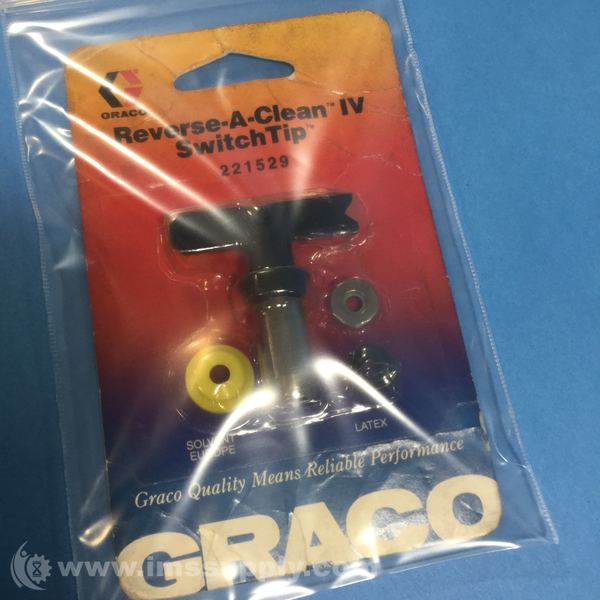 GRACO
Reverse-A-Clean™ IV
SwitchTip™
221529
SOLVENT
EUROPE
LATEX
Graco Quality Means Reliable Performance
GRACO
www.imssupply.com